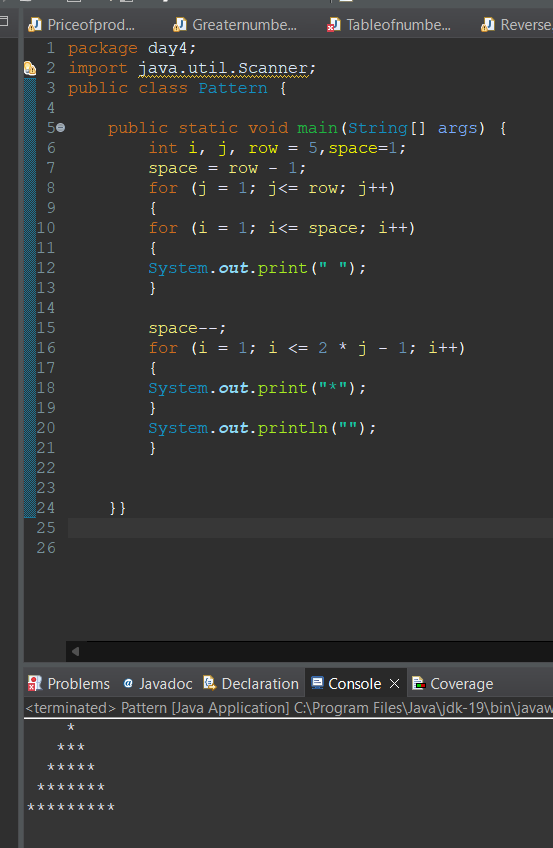 Priceofprod... Greaternumbe... Tableofnumbe... Reverse
1 package day4;
2 import java.util.Scanner;
3 public class Pattern {
4
5 public static void main(String[] args) {
6 int i, j, row = 5,space=1;
7 space = row - 1;
8 for (j = 1; j<= row; j++)
9 {
10 for (i = 1; i<= space; i++)
11 {
12 System.out.print(" ");
13 }
14
15 space--;
16 for (i = 1; i <= 2 * j - 1; i++)
17 {
18 System.out.print("*");
19 }
20 System.out.println("");
21 }
22
23
24 }}
25
26
Problems @ Javadoc Declaration Console Coverage
<terminated> Pattern [Java Application] C:\Program Files\Java\jdk-19\bin\javaw
    *
   ***
  *****
 *******
*********